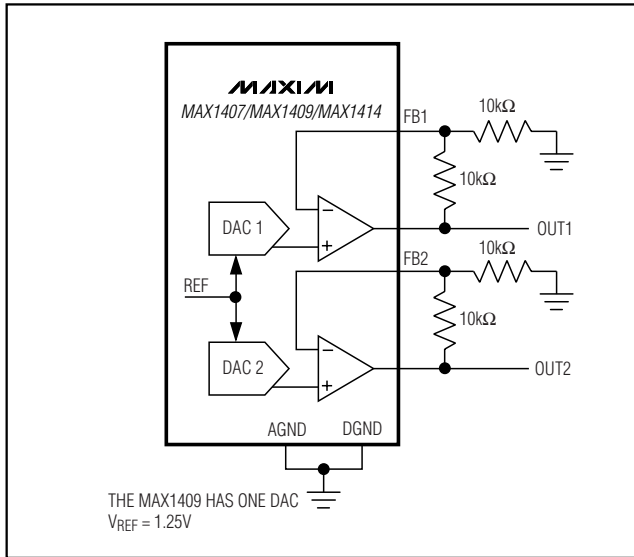 MAXIM
MAX1407/MAX1409/MAX1414
FB1
10kΩ
10kΩ
DAC 1
OUT1
FB2
10kΩ
REF
10kΩ
DAC 2
OUT2
AGND
DGND
THE MAX1409 HAS ONE DAC
VREF = 1.25V